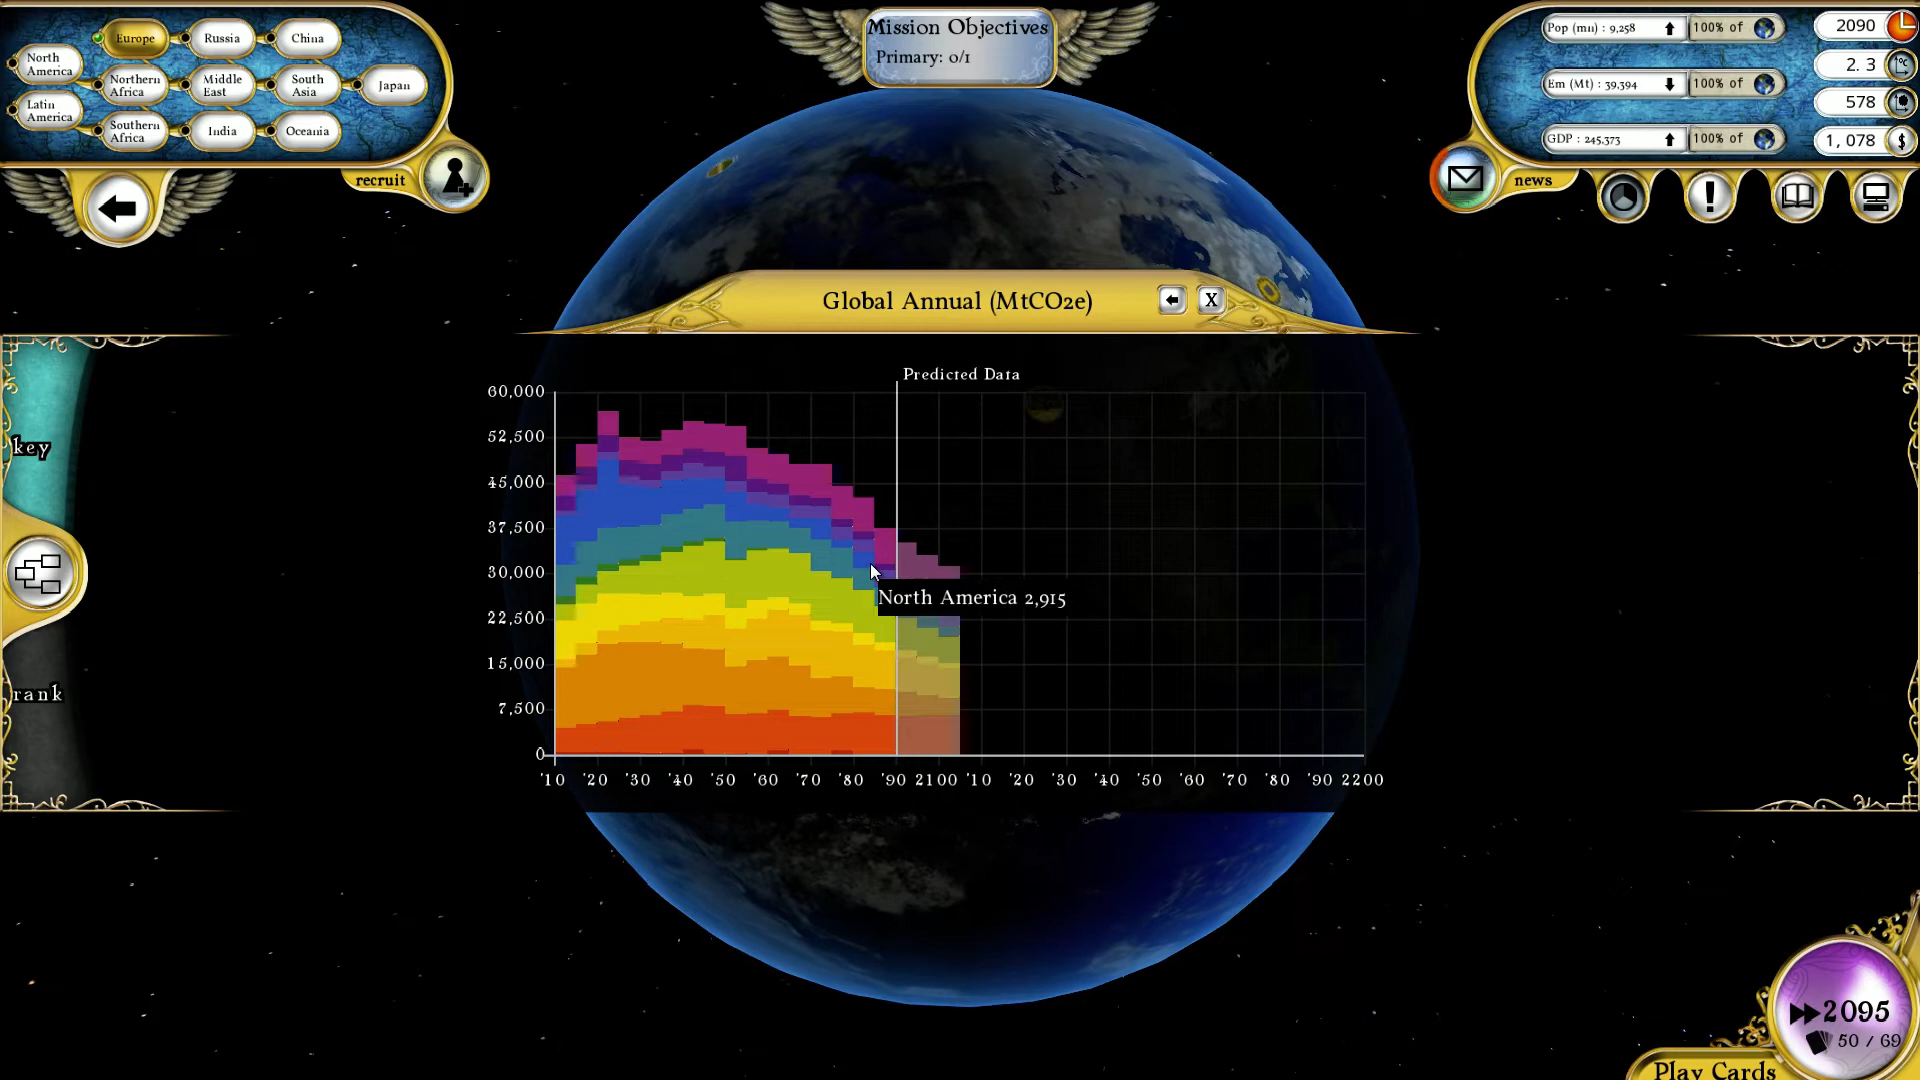 Europe
Russia
China
North
America
Northern
Africa
Middle
East
South
Asia
Japan
Latin
America
Southern
Africa
India
Oceania
recruit
Mission Objectives
Primary: 0/1
Pop (mil) : 9,258
100% of
2090
2. 3
Em (Mt) : 39,394
100% of
578
GDP : 245,373
100% of
1, 078
$
news
!
Global Annual (MtCO2e)
X
Predicted Data
60,000
52,500
45,000
37,500
30,000
22,500
15,000
7,500
0
North America 2,915
'10 '20 '30 '40 '50 '60 '70 '80 '90 2100 '10 '20 '30 '40 '50 '60 '70 '80 '90 2200
key
rank
2095
50 / 69
Play Cards